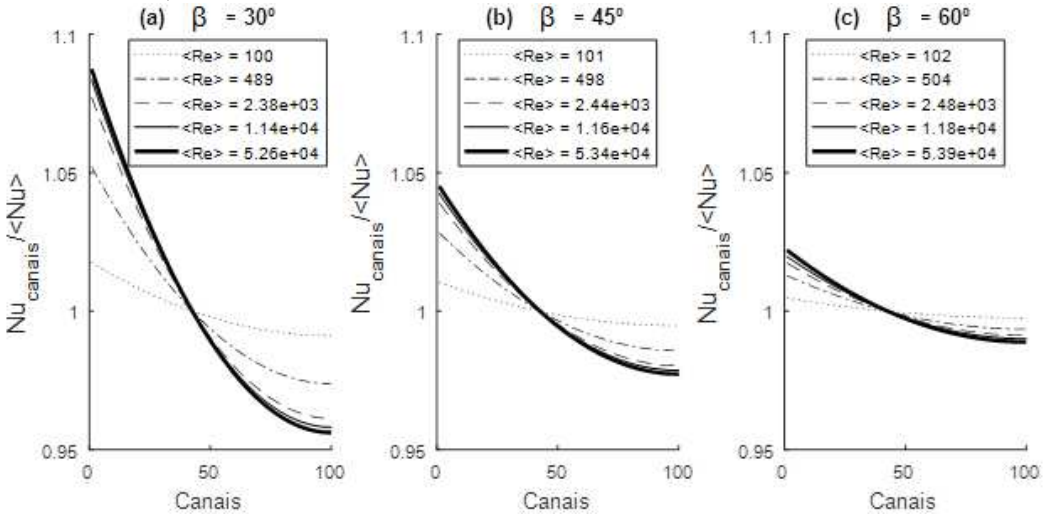 (a) β = 30º
1.1
1.05
1
0.95
Nu_canais/<Nu>
<Re> = 100
<Re> = 489
<Re> = 2.38e+03
<Re> = 1.14e+04
<Re> = 5.26e+04
0 50 100
Canais
(b) β = 45º
1.1
1.05
1
0.95
Nu_canais/<Nu>
<Re> = 101
<Re> = 498
<Re> = 2.44e+03
<Re> = 1.16e+04
<Re> = 5.34e+04
0 50 100
Canais
(c) β = 60º
1.1
1.05
1
0.95
Nu_canais/<Nu>
<Re> = 102
<Re> = 504
<Re> = 2.48e+03
<Re> = 1.18e+04
<Re> = 5.39e+04
0 50 100
Canais